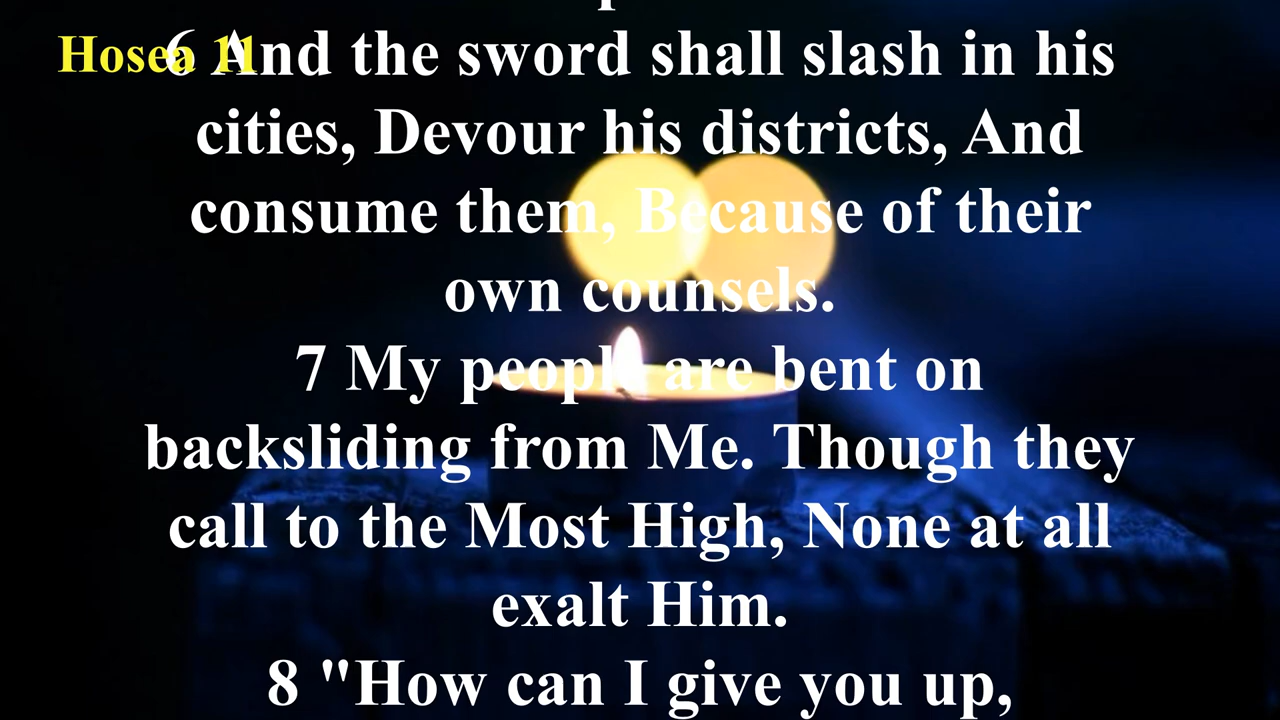 Hosea 11
6 And the sword shall slash in his
cities, Devour his districts, And
consume them, Because of their
own counsels.
7 My people are bent on
backsliding from Me. Though they
call to the Most High, None at all
exalt Him.
8 "How can I give you up,